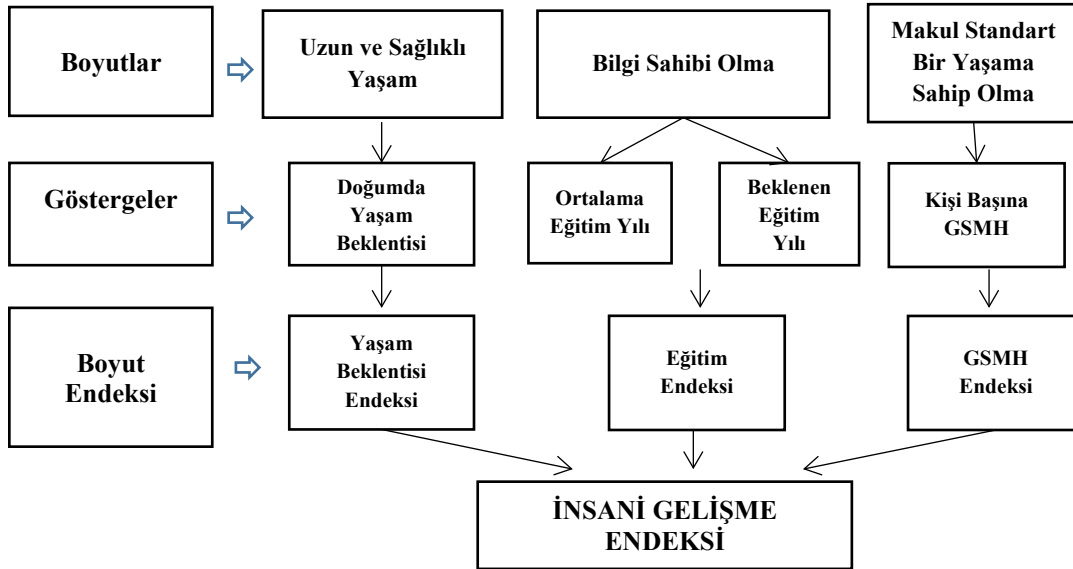 Boyutlar
Uzun ve Sağlıklı
Yaşam
Bilgi Sahibi Olma
Makul Standart
Bir Yaşama
Sahip Olma
Göstergeler
Doğumda
Yaşam
Beklentisi
Ortalama
Eğitim Yılı
Beklenen
Eğitim
Yılı
Kişi Başına
GSMH
Boyut
Endeksi
Yaşam
Beklentisi
Endeksi
Eğitim
Endeksi
GSMH
Endeksi
İNSANİ GELİŞME
ENDEKSİ